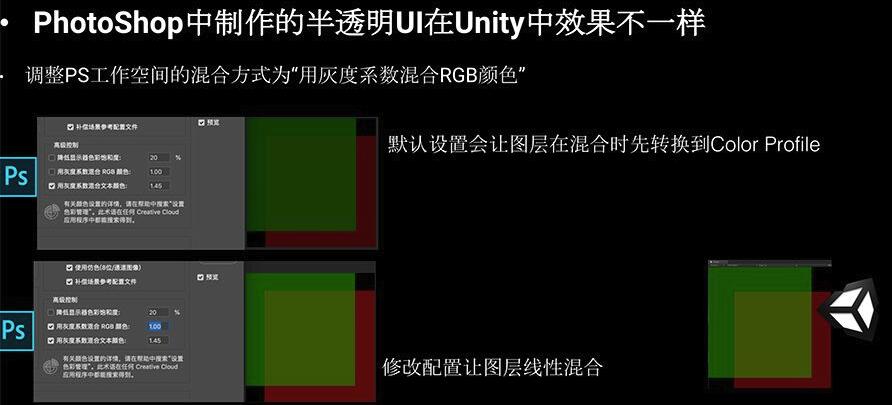 • PhotoShop中制作的半透明UI在Unity中效果不一样
• 调整PS工作空间的混合方式为“用灰度系数混合RGB颜色”
补偿场景参考配置文件
预览
高级控制
降低显示器色彩饱和度: 20 %
用灰度系数混合 RGB 颜色: 1.00
用灰度系数混合文本颜色: 1.45
有关颜色设置的详情，请在帮助中搜索“设置
色彩管理”。此术语在任何 Creative Cloud
应用程序中都能搜索得到。
Ps
默认设置会让图层在混合时先转换到Color Profile
使用仿色(8位/通道图像)
补偿场景参考配置文件
预览
高级控制
降低显示器色彩饱和度: 20 %
用灰度系数混合 RGB 颜色: 1.00
用灰度系数混合文本颜色: 1.45
有关颜色设置的详情，请在帮助中搜索“设置
色彩管理”。此术语在任何 Creative Cloud
应用程序中都能搜索得到。
Ps
修改配置让图层线性混合